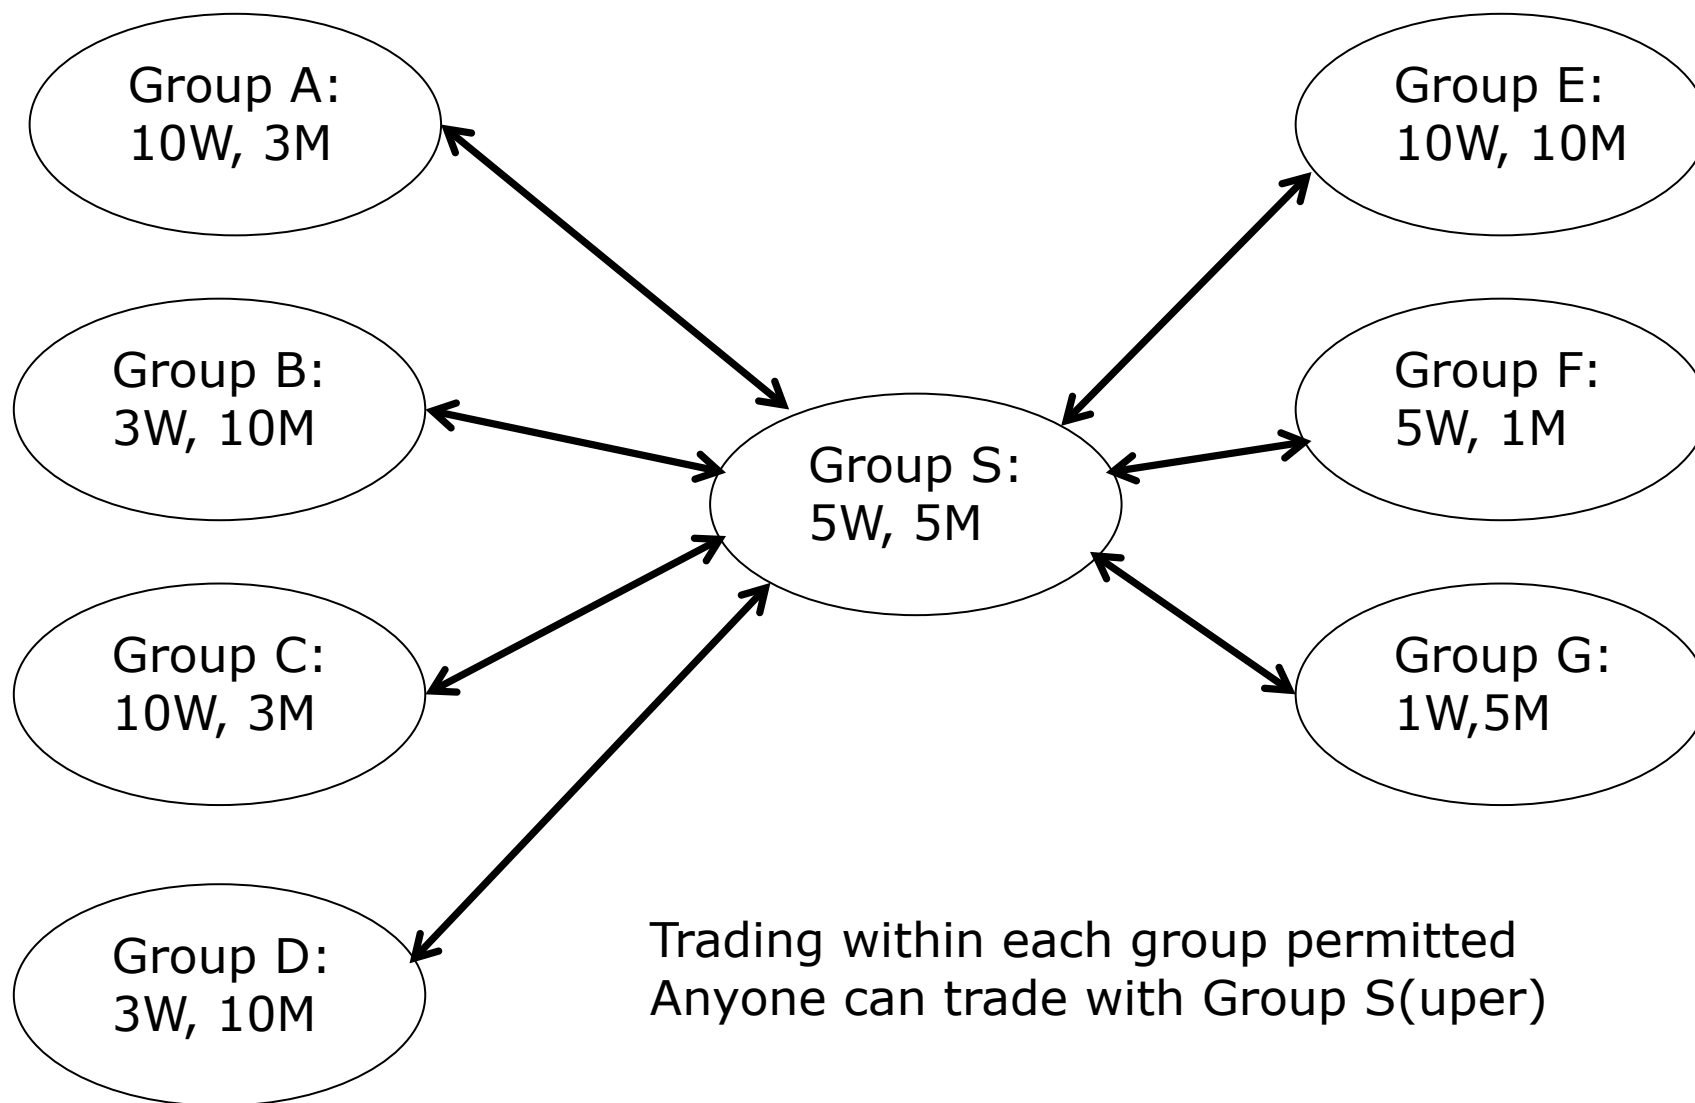 Group A:
10W, 3M
Group B:
3W, 10M
Group C:
10W, 3M
Group D:
3W, 10M
Group S:
5W, 5M
Group E:
10W, 10M
Group F:
5W, 1M
Group G:
1W,5M
Trading within each group permitted
Anyone can trade with Group S(uper)